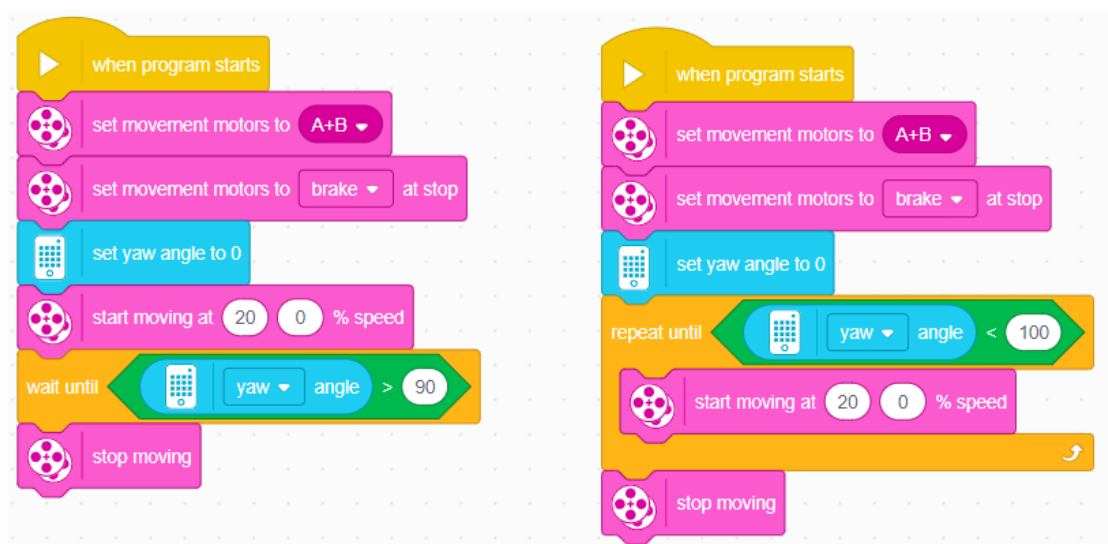 when program starts
set movement motors to A+B
set movement motors to brake at stop
set yaw angle to 0
start moving at 20 0 % speed
wait until yaw angle > 90
stop moving
when program starts
set movement motors to A+B
set movement motors to brake at stop
set yaw angle to 0
repeat until yaw angle < 100
start moving at 20 0 % speed
stop moving